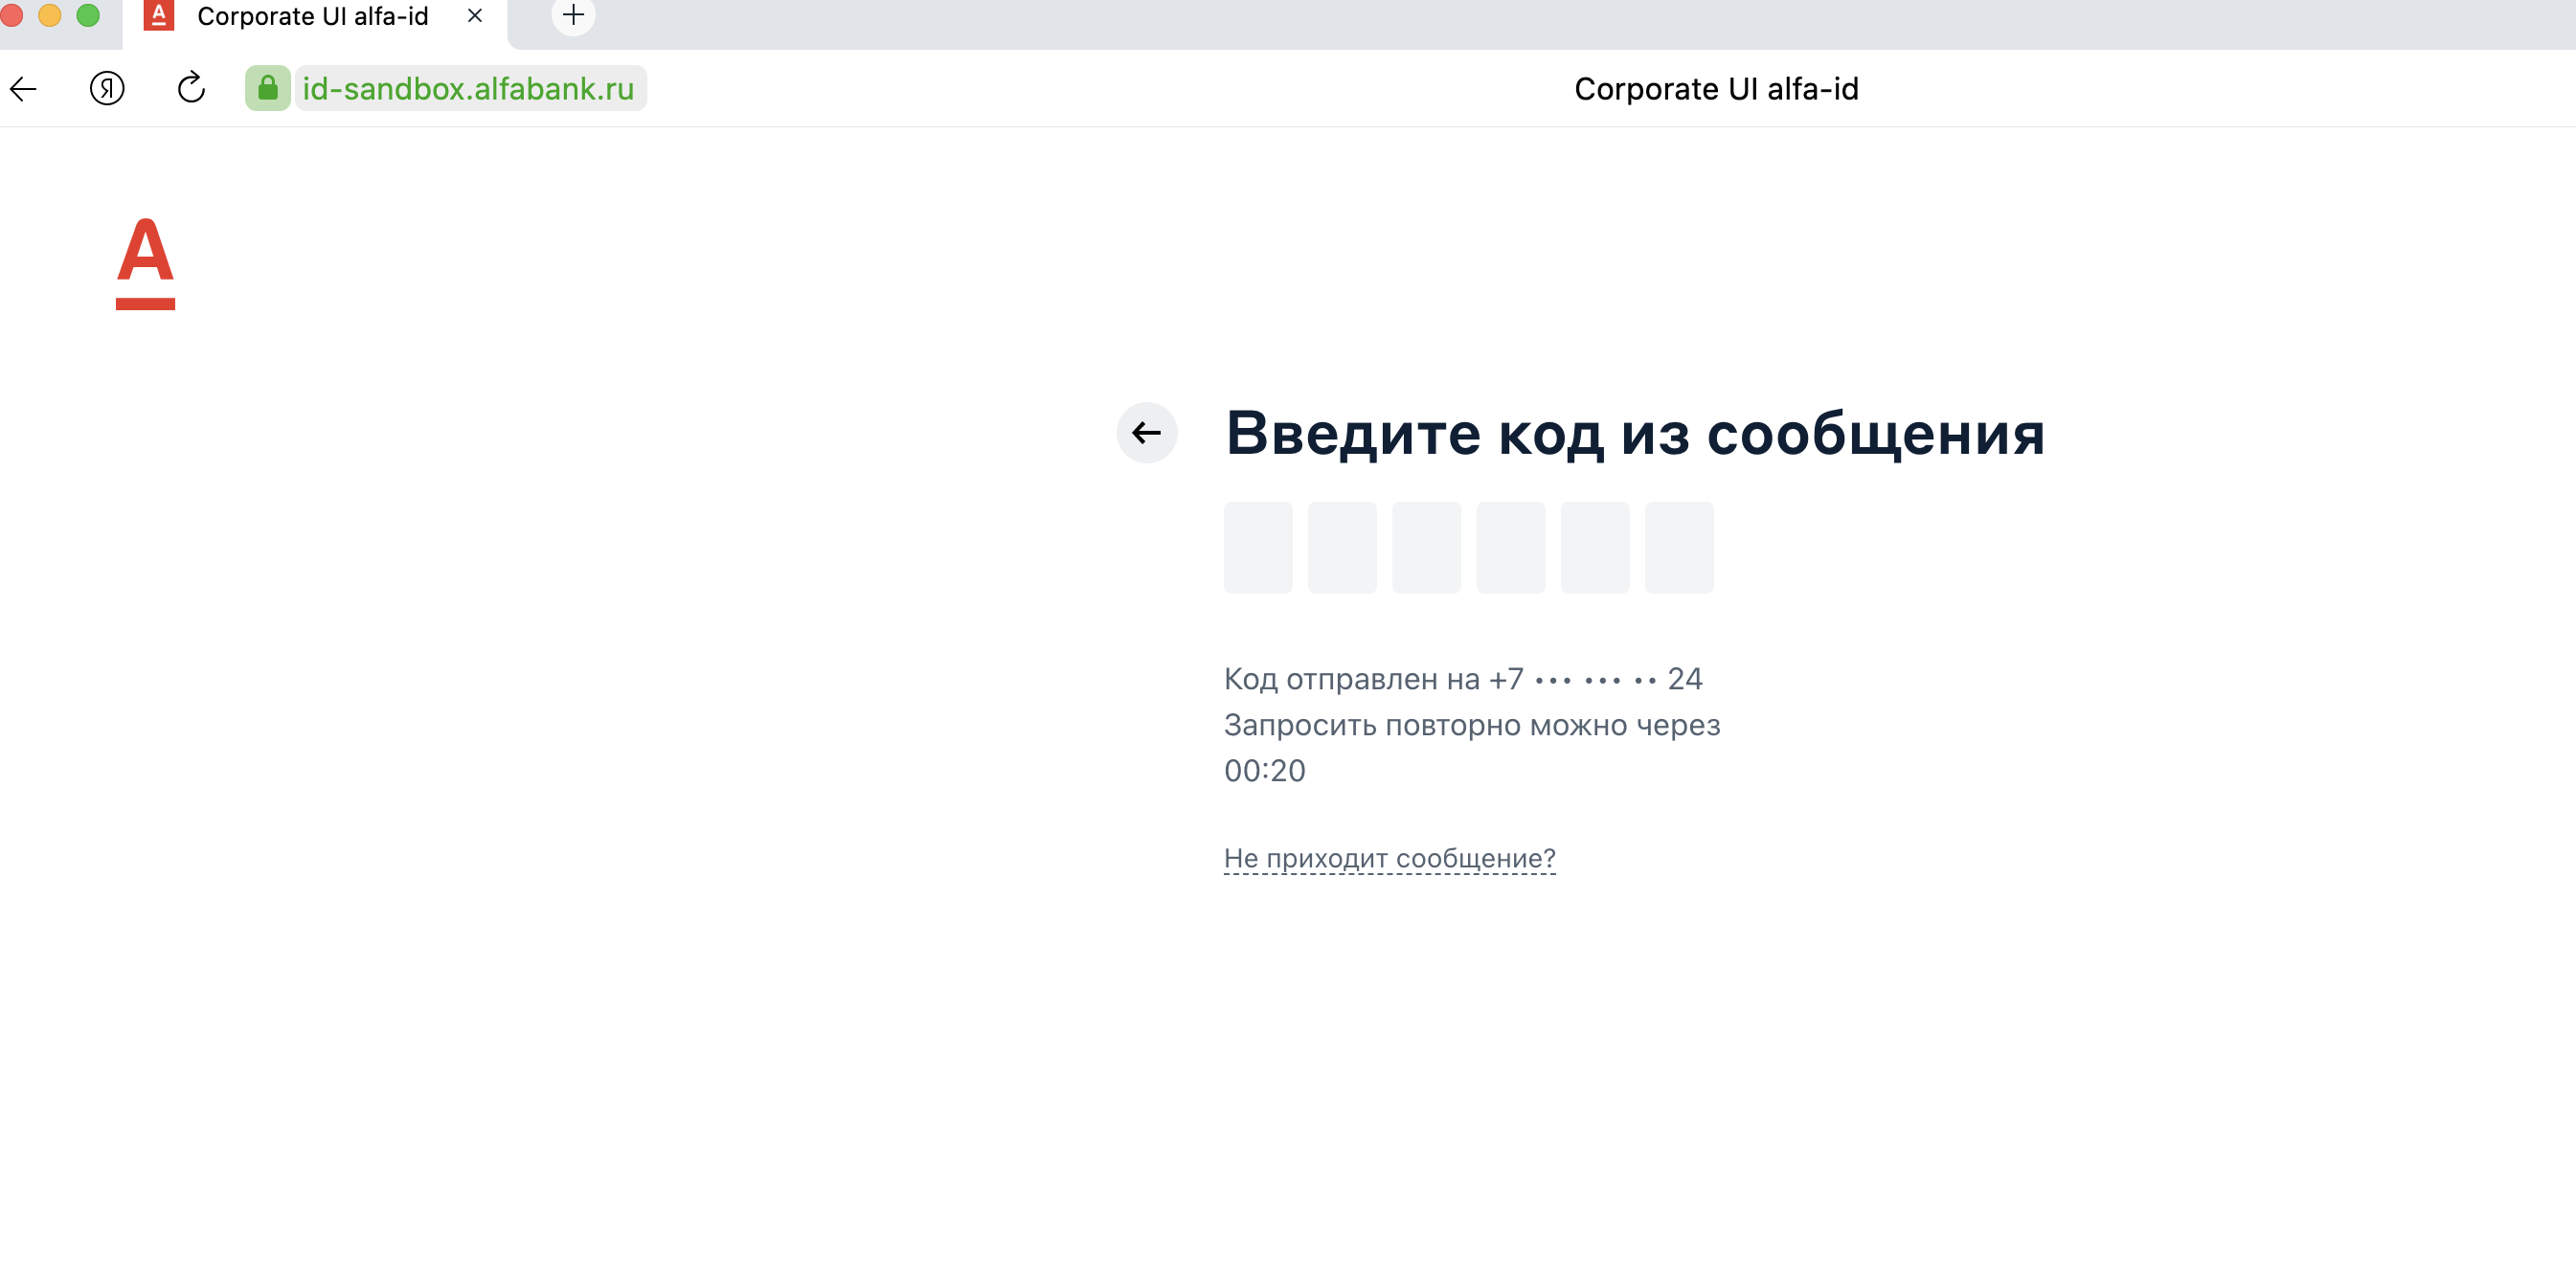 A Corporate UI alfa-id
Я id-sandbox.alfabank.ru Corporate UI alfa-id
А
Введите код из сообщения
Код отправлен на +7 ••• ••• •• 24
Запросить повторно можно через
00:20
Не приходит сообщение?